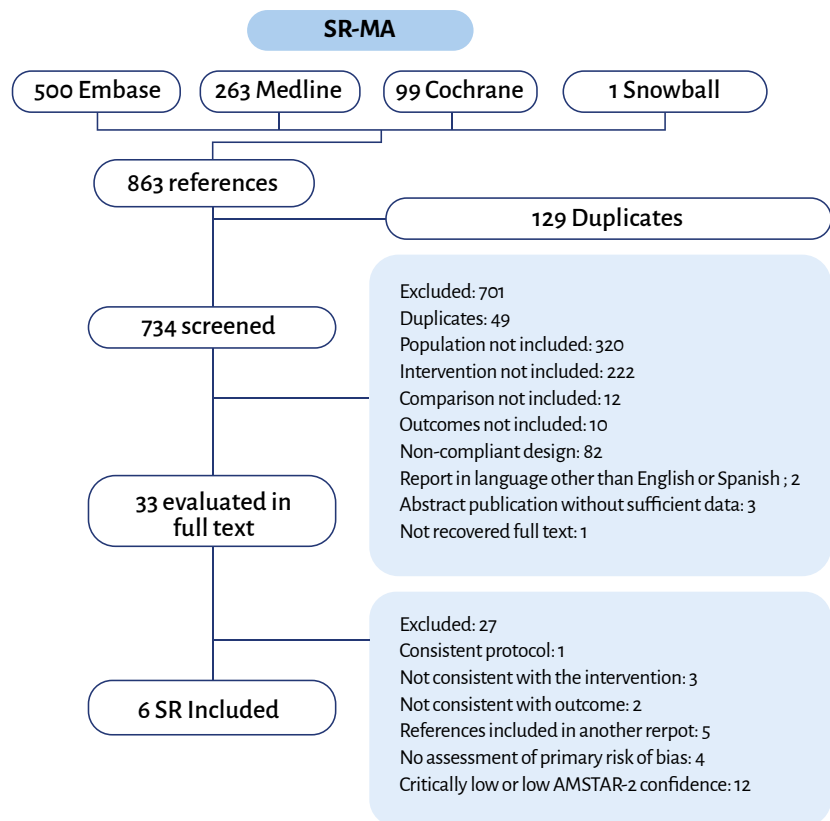 SR-MA
500 Embase
263 Medline
99 Cochrane
1 Snowball
863 references
129 Duplicates
734 screened
Excluded: 701
Duplicates: 49
Population not included: 320
Intervention not included: 222
Comparison not included: 12
Outcomes not included: 10
Non-compliant design: 82
Report in language other than English or Spanish ; 2
Abstract publication without sufficient data: 3
Not recovered full text: 1
33 evaluated in
full text
Excluded: 27
Consistent protocol: 1
Not consistent with the intervention: 3
Not consistent with outcome: 2
References included in another rerpot: 5
No assessment of primary risk of bias: 4
Critically low or low AMSTAR-2 confidence: 12
6 SR Included